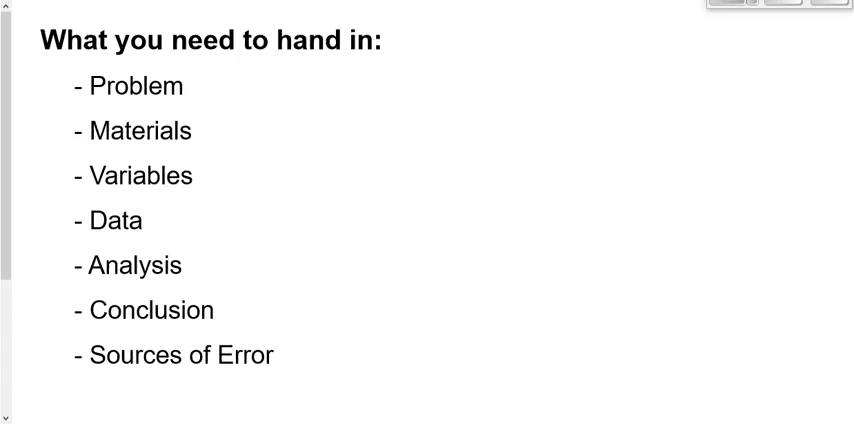 What you need to hand in:
- Problem
- Materials
- Variables
- Data
- Analysis
- Conclusion
- Sources of Error